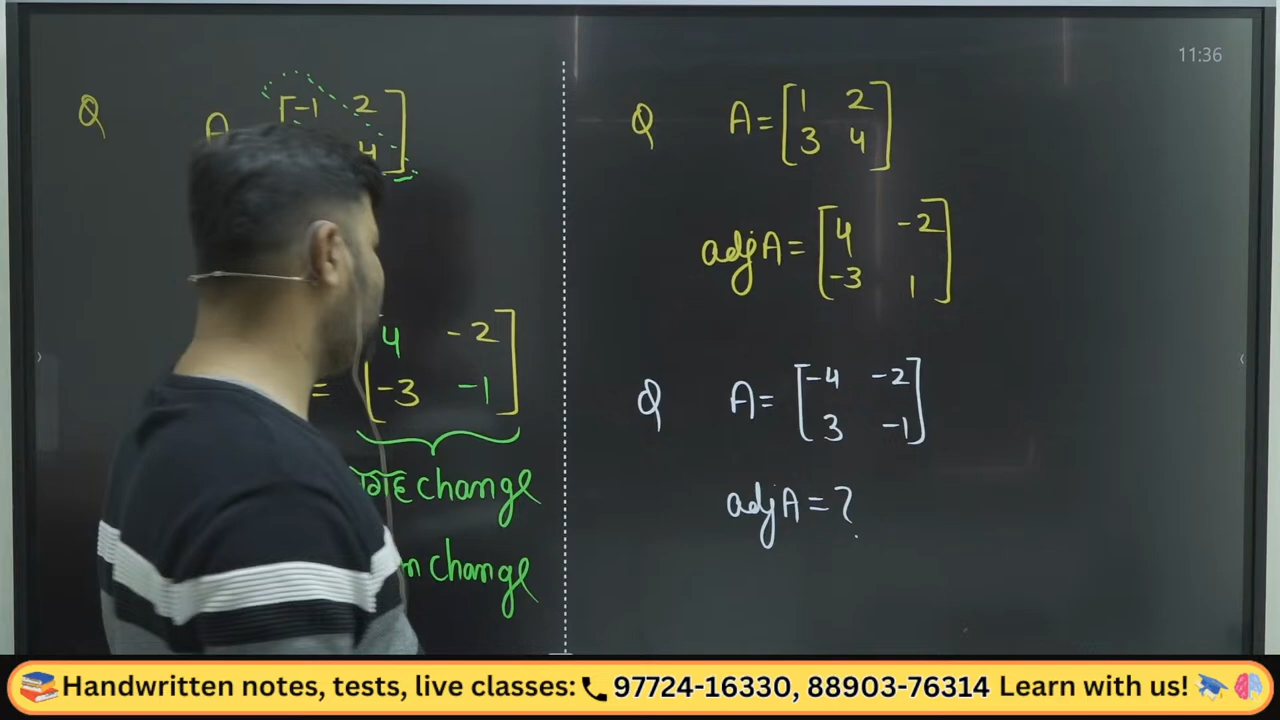 11:36
Q
-1 2
4
4 -2
= -3 -1
जगह change
change
Q A = 1 2
3 4
adj A = 4 -2
-3 1
Q A = -4 -2
3 -1
adj A = ?
Handwritten notes, tests, live classes: 97724-16330, 88903-76314 Learn with us!